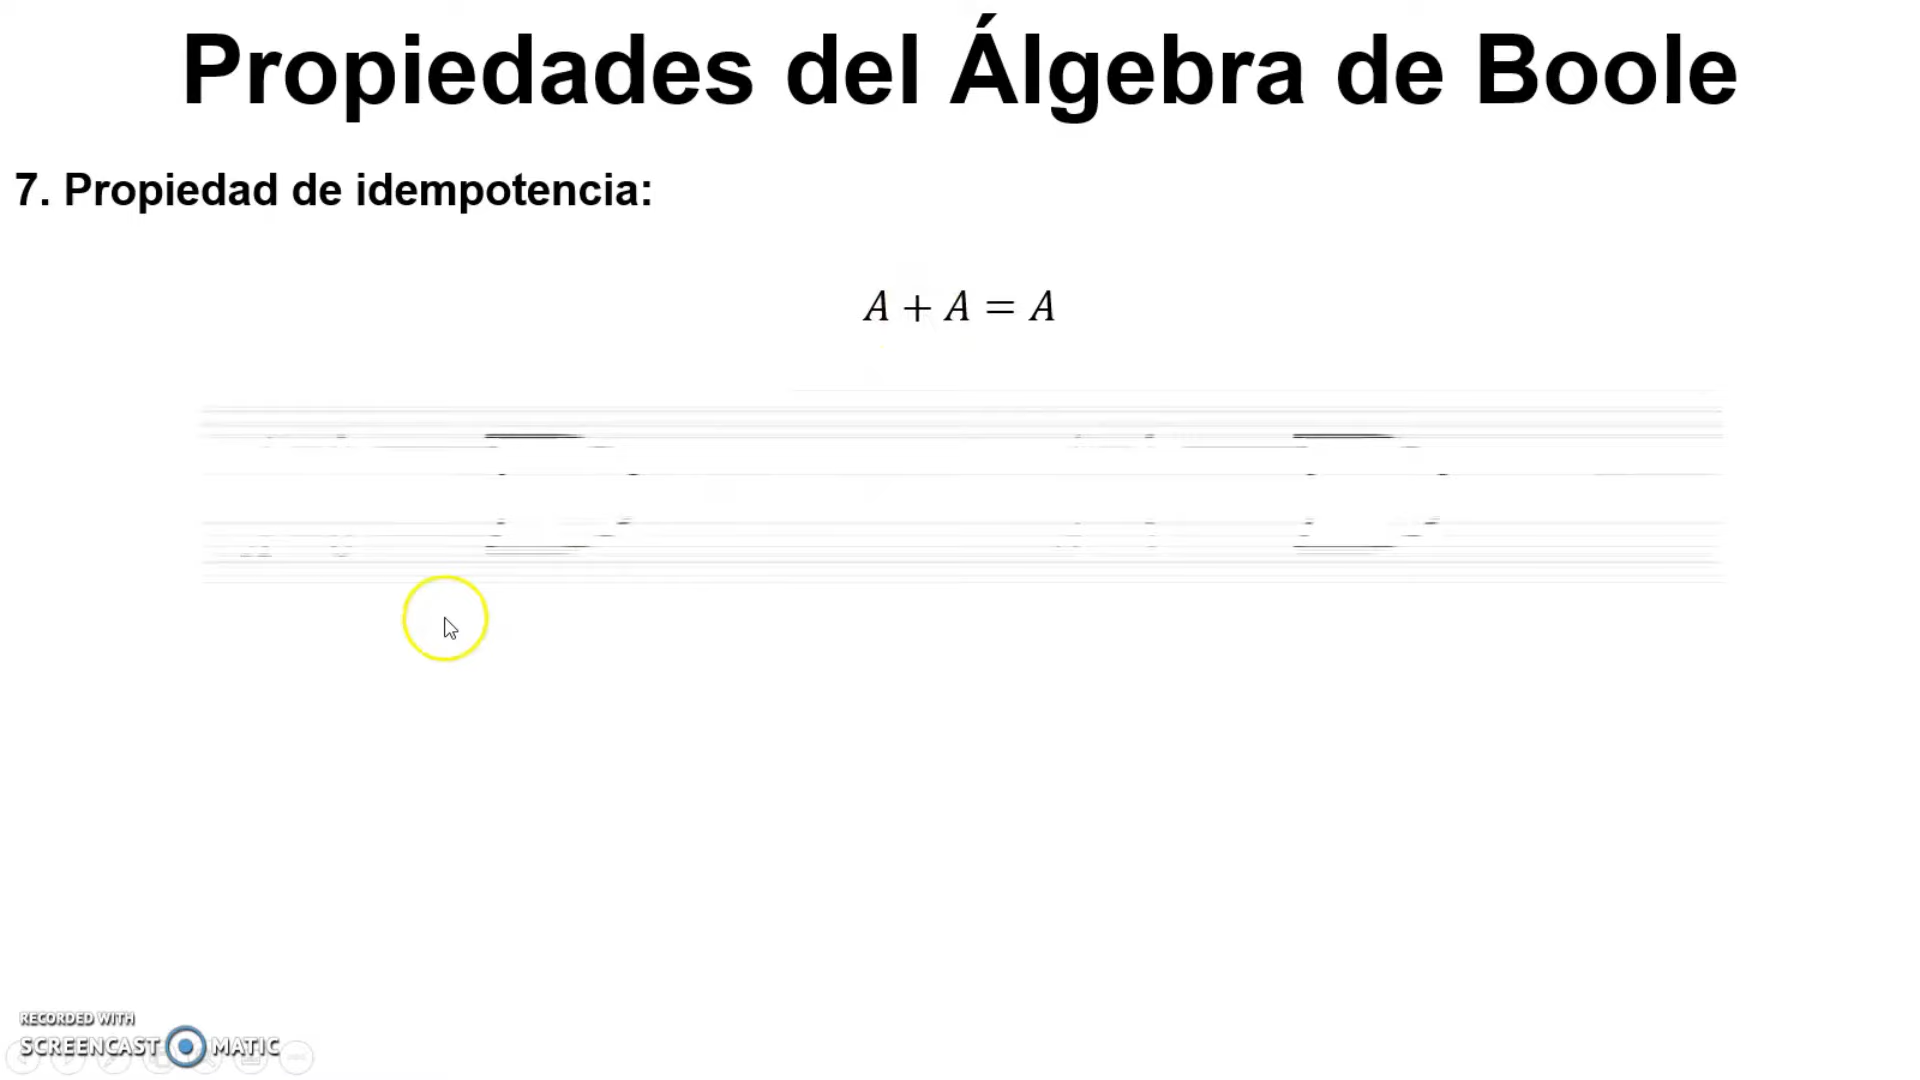 Propiedades del Álgebra de Boole
7. Propiedad de idempotencia:
A + A = A
RECORDED WITH
SCREENCAST MATIC